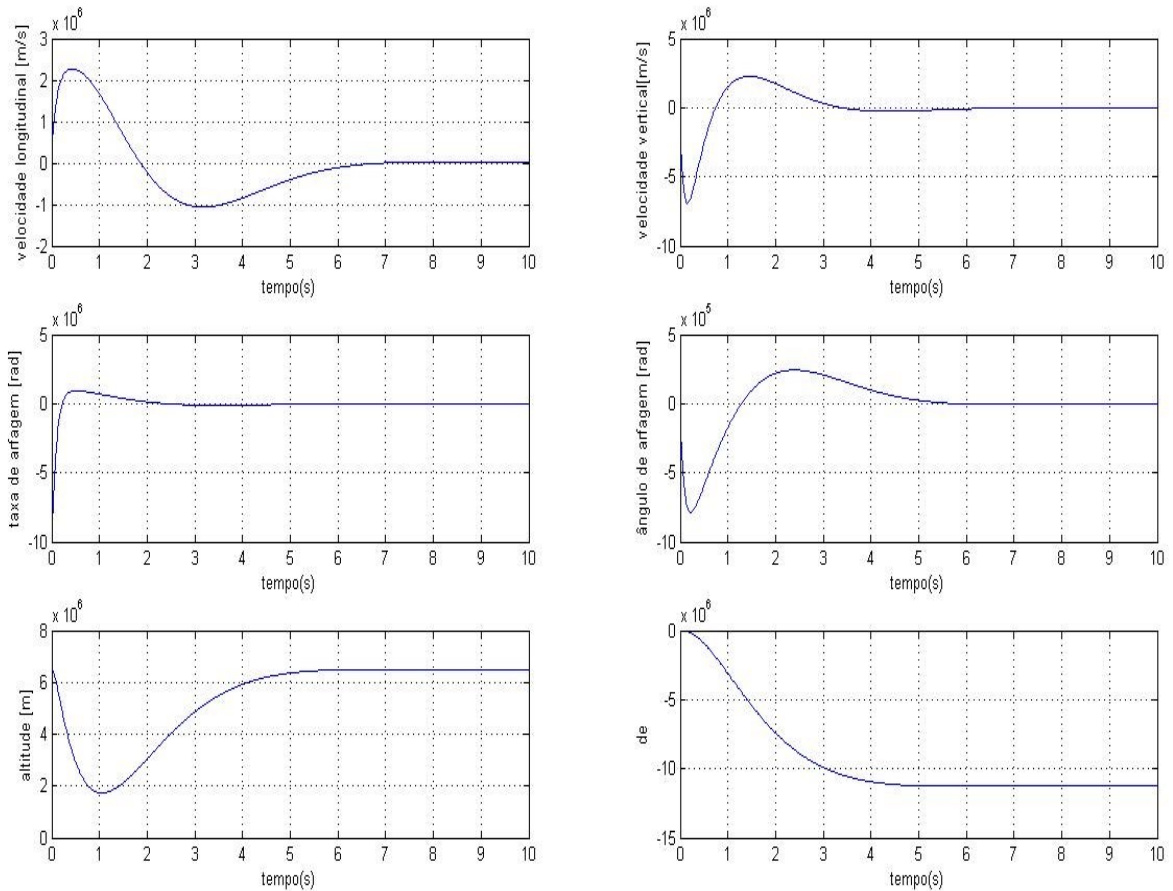 x 10^6
3
2
1
0
-1
-2
velocidade longitudinal [m/s]
0 1 2 3 4 5 6 7 8 9 10
tempo(s)
x 10^6
5
0
-5
-10
velocidade vertical[m/s]
0 1 2 3 4 5 6 7 8 9 10
tempo(s)
x 10^6
5
0
-5
-10
taxa de arfagem [rad]
0 1 2 3 4 5 6 7 8 9 10
tempo(s)
x 10^5
5
0
-5
-10
ângulo de arfagem [rad]
0 1 2 3 4 5 6 7 8 9 10
tempo(s)
x 10^6
8
6
4
2
0
altitude [m]
0 1 2 3 4 5 6 7 8 9 10
tempo(s)
x 10^6
0
-5
-10
-15
de
0 1 2 3 4 5 6 7 8 9 10
tempo(s)